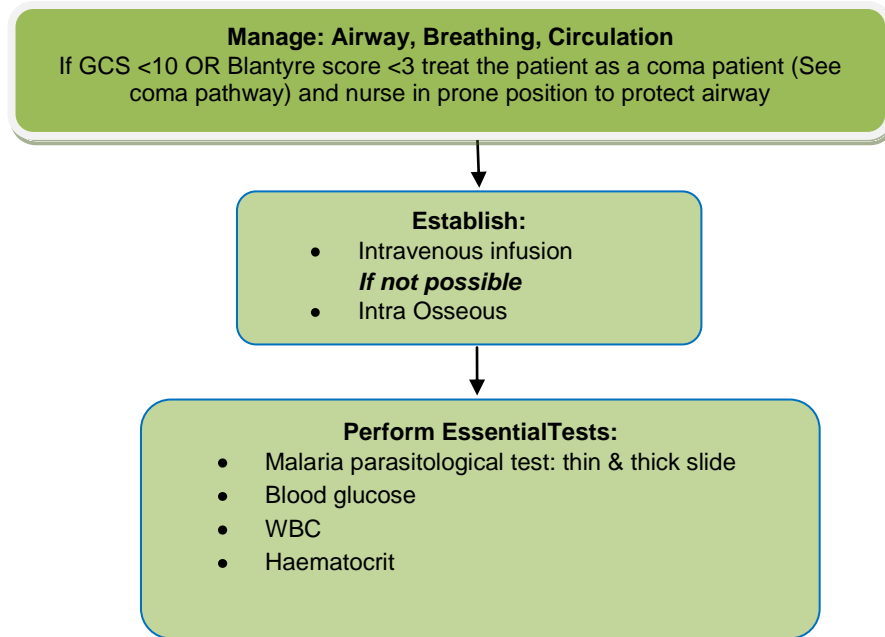 Manage: Airway, Breathing, Circulation
If GCS <10 OR Blantyre score <3 treat the patient as a coma patient (See
coma pathway) and nurse in prone position to protect airway
Establish:
• Intravenous infusion
If not possible
• Intra Osseous
Perform EssentialTests:
• Malaria parasitological test: thin & thick slide
• Blood glucose
• WBC
• Haematocrit